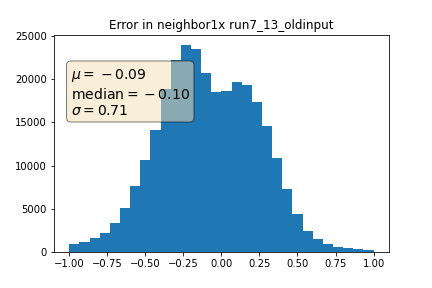 Error in neighbor1x run7_13_oldinput
μ = −0.09
median = −0.10
σ = 0.71
25000
20000
15000
10000
5000
0
−1.00 −0.75 −0.50 −0.25 0.00 0.25 0.50 0.75 1.00